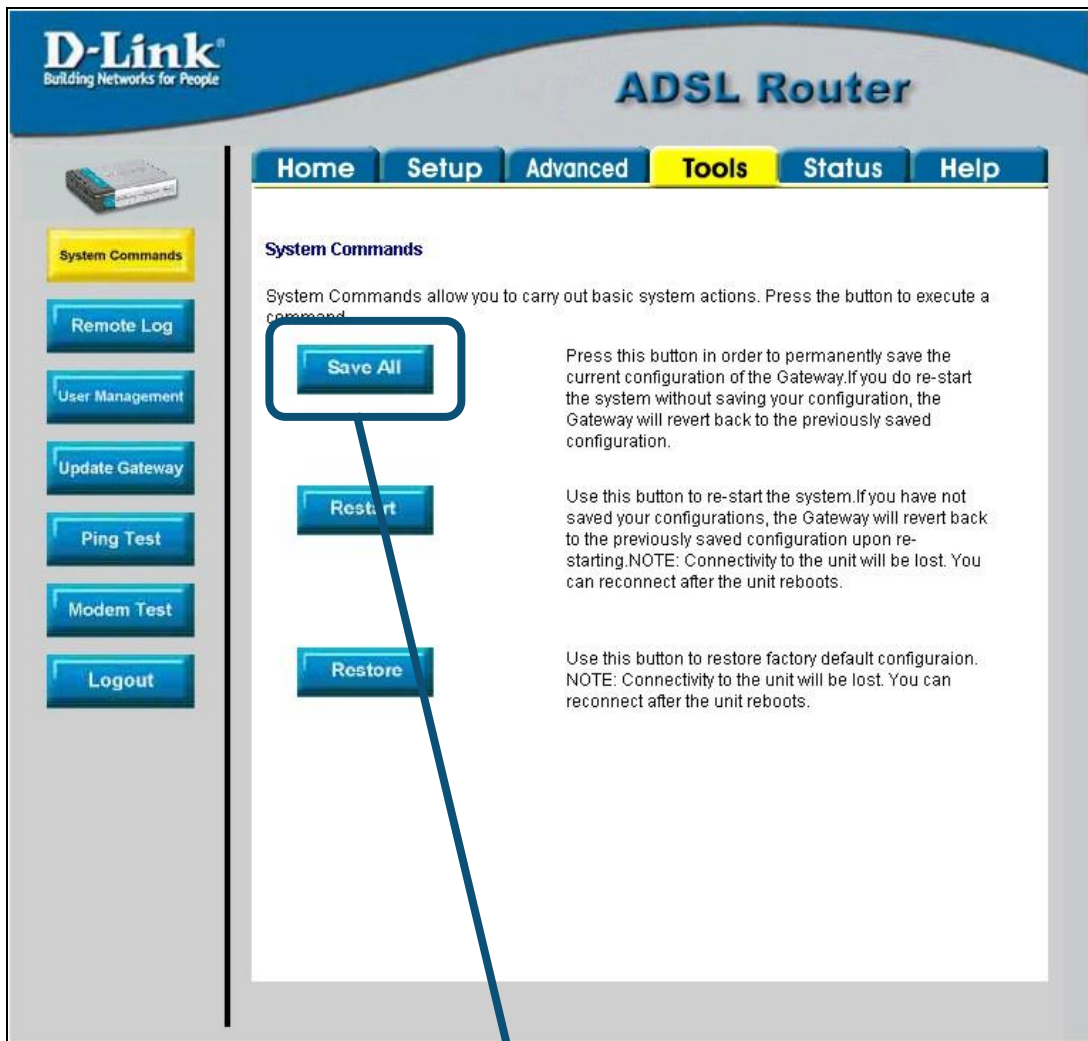 D-Link®
Building Networks for People
ADSL Router
Home Setup Advanced Tools Status Help
System Commands
Remote Log
User Management
Update Gateway
Ping Test
Modem Test
Logout
System Commands
System Commands allow you to carry out basic system actions. Press the button to execute a
command.
Save All
Press this button in order to permanently save the
current configuration of the Gateway.If you do re-start
the system without saving your configuration, the
Gateway will revert back to the previously saved
configuration.
Restart
Use this button to re-start the system.If you have not
saved your configurations, the Gateway will revert back
to the previously saved configuration upon re-
starting.NOTE: Connectivity to the unit will be lost. You
can reconnect after the unit reboots.
Restore
Use this button to restore factory default configuraion.
NOTE: Connectivity to the unit will be lost. You can
reconnect after the unit reboots.